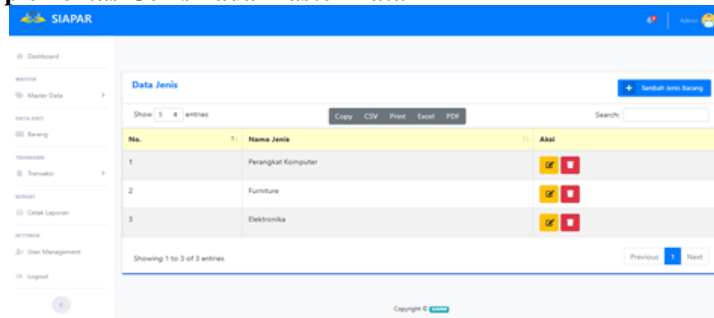 SIAPAR
Admin
Dashboard
MASTER
Master Data
DATA ASET
Barang
TRANSAKSI
Transaksi
REPORT
Cetak Laporan
SETTINGS
User Management
Logout
Data Jenis
Tambah Jenis Barang
Show 5 entries
Copy CSV Print Excel PDF
Search:
No. Nama Jenis Aksi
1 Perangkat Komputer
2 Furniture
3 Elektronika
Showing 1 to 3 of 3 entries
Previous 1 Next
Copyright ©